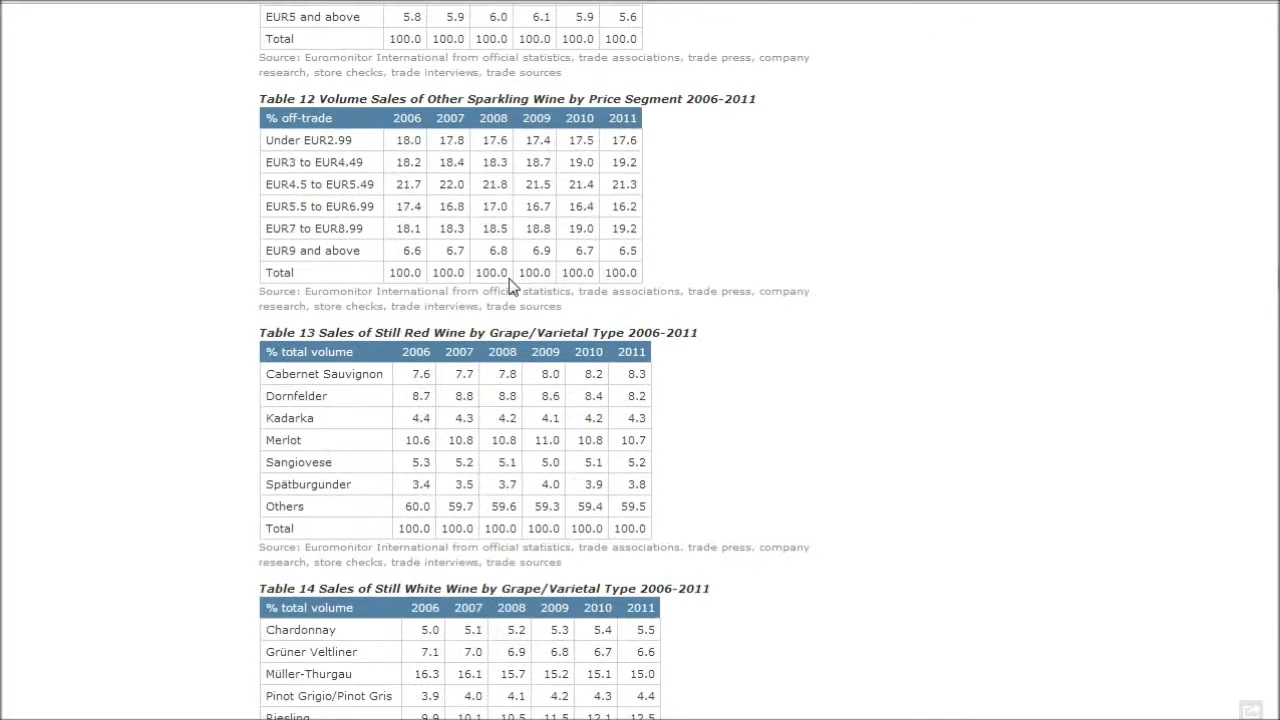 EUR5 and above 5.8 5.9 6.0 6.1 5.9 5.6
Total 100.0 100.0 100.0 100.0 100.0 100.0
Source: Euromonitor International from official statistics, trade associations, trade press, company
research, store checks, trade interviews, trade sources
Table 12 Volume Sales of Other Sparkling Wine by Price Segment 2006-2011
% off-trade 2006 2007 2008 2009 2010 2011
Under EUR2.99 18.0 17.8 17.6 17.4 17.5 17.6
EUR3 to EUR4.49 18.2 18.4 18.3 18.7 19.0 19.2
EUR4.5 to EUR5.49 21.7 22.0 21.8 21.5 21.4 21.3
EUR5.5 to EUR6.99 17.4 16.8 17.0 16.7 16.4 16.2
EUR7 to EUR8.99 18.1 18.3 18.5 18.8 19.0 19.2
EUR9 and above 6.6 6.7 6.8 6.9 6.7 6.5
Total 100.0 100.0 100.0 100.0 100.0 100.0
Source: Euromonitor International from official statistics, trade associations, trade press, company
research, store checks, trade interviews, trade sources
Table 13 Sales of Still Red Wine by Grape/Varietal Type 2006-2011
% total volume 2006 2007 2008 2009 2010 2011
Cabernet Sauvignon 7.6 7.7 7.8 8.0 8.2 8.3
Dornfelder 8.7 8.8 8.8 8.6 8.4 8.2
Kadarka 4.4 4.3 4.2 4.1 4.2 4.3
Merlot 10.6 10.8 10.8 11.0 10.8 10.7
Sangiovese 5.3 5.2 5.1 5.0 5.1 5.2
Spätburgunder 3.4 3.5 3.7 4.0 3.9 3.8
Others 60.0 59.7 59.6 59.3 59.4 59.5
Total 100.0 100.0 100.0 100.0 100.0 100.0
Source: Euromonitor International from official statistics, trade associations, trade press, company
research, store checks, trade interviews, trade sources
Table 14 Sales of Still White Wine by Grape/Varietal Type 2006-2011
% total volume 2006 2007 2008 2009 2010 2011
Chardonnay 5.0 5.1 5.2 5.3 5.4 5.5
Grüner Veltliner 7.1 7.0 6.9 6.8 6.7 6.6
Müller-Thurgau 16.3 16.1 15.7 15.2 15.1 15.0
Pinot Grigio/Pinot Gris 3.9 4.0 4.1 4.2 4.3 4.4
Riesling 9.9 10.1 10.5 11.5 12.1 12.5